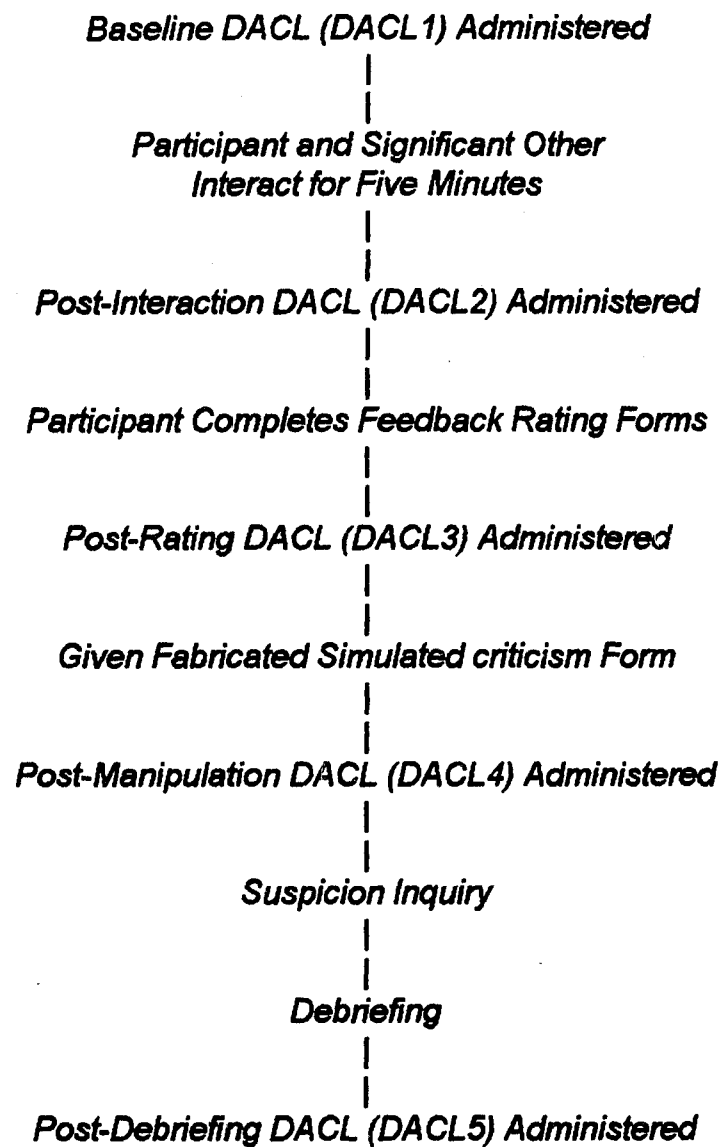 Baseline DACL (DACL1) Administered
Participant and Significant Other
Interact for Five Minutes
Post-Interaction DACL (DACL2) Administered
Participant Completes Feedback Rating Forms
Post-Rating DACL (DACL3) Administered
Given Fabricated Simulated criticism Form
Post-Manipulation DACL (DACL4) Administered
Suspicion Inquiry
Debriefing
Post-Debriefing DACL (DACL5) Administered